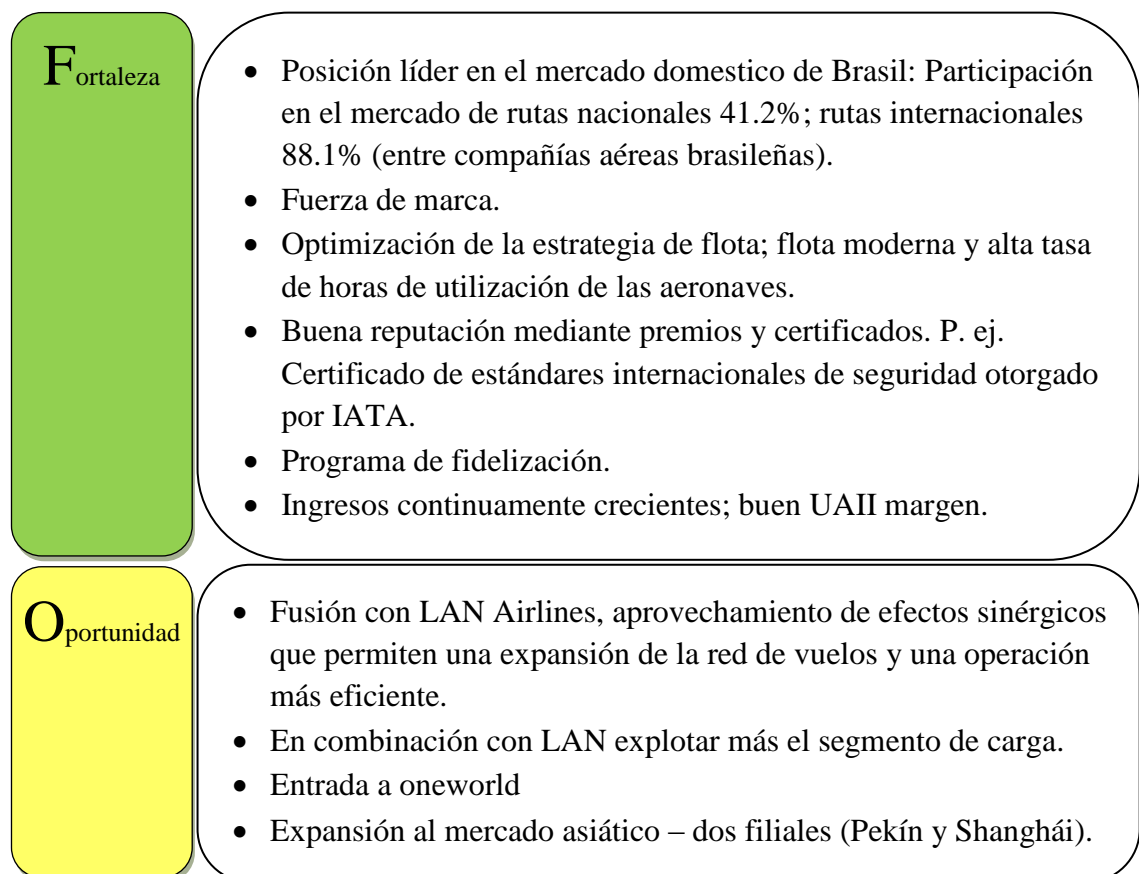 Fortaleza
• Posición líder en el mercado domestico de Brasil: Participación
en el mercado de rutas nacionales 41.2%; rutas internacionales
88.1% (entre compañías aéreas brasileñas).
• Fuerza de marca.
• Optimización de la estrategia de flota; flota moderna y alta tasa
de horas de utilización de las aeronaves.
• Buena reputación mediante premios y certificados. P. ej.
Certificado de estándares internacionales de seguridad otorgado
por IATA.
• Programa de fidelización.
• Ingresos continuamente crecientes; buen UAII margen.
Oportunidad
• Fusión con LAN Airlines, aprovechamiento de efectos sinérgicos
que permiten una expansión de la red de vuelos y una operación
más eficiente.
• En combinación con LAN explotar más el segmento de carga.
• Entrada a oneworld
• Expansión al mercado asiático – dos filiales (Pekín y Shanghái).